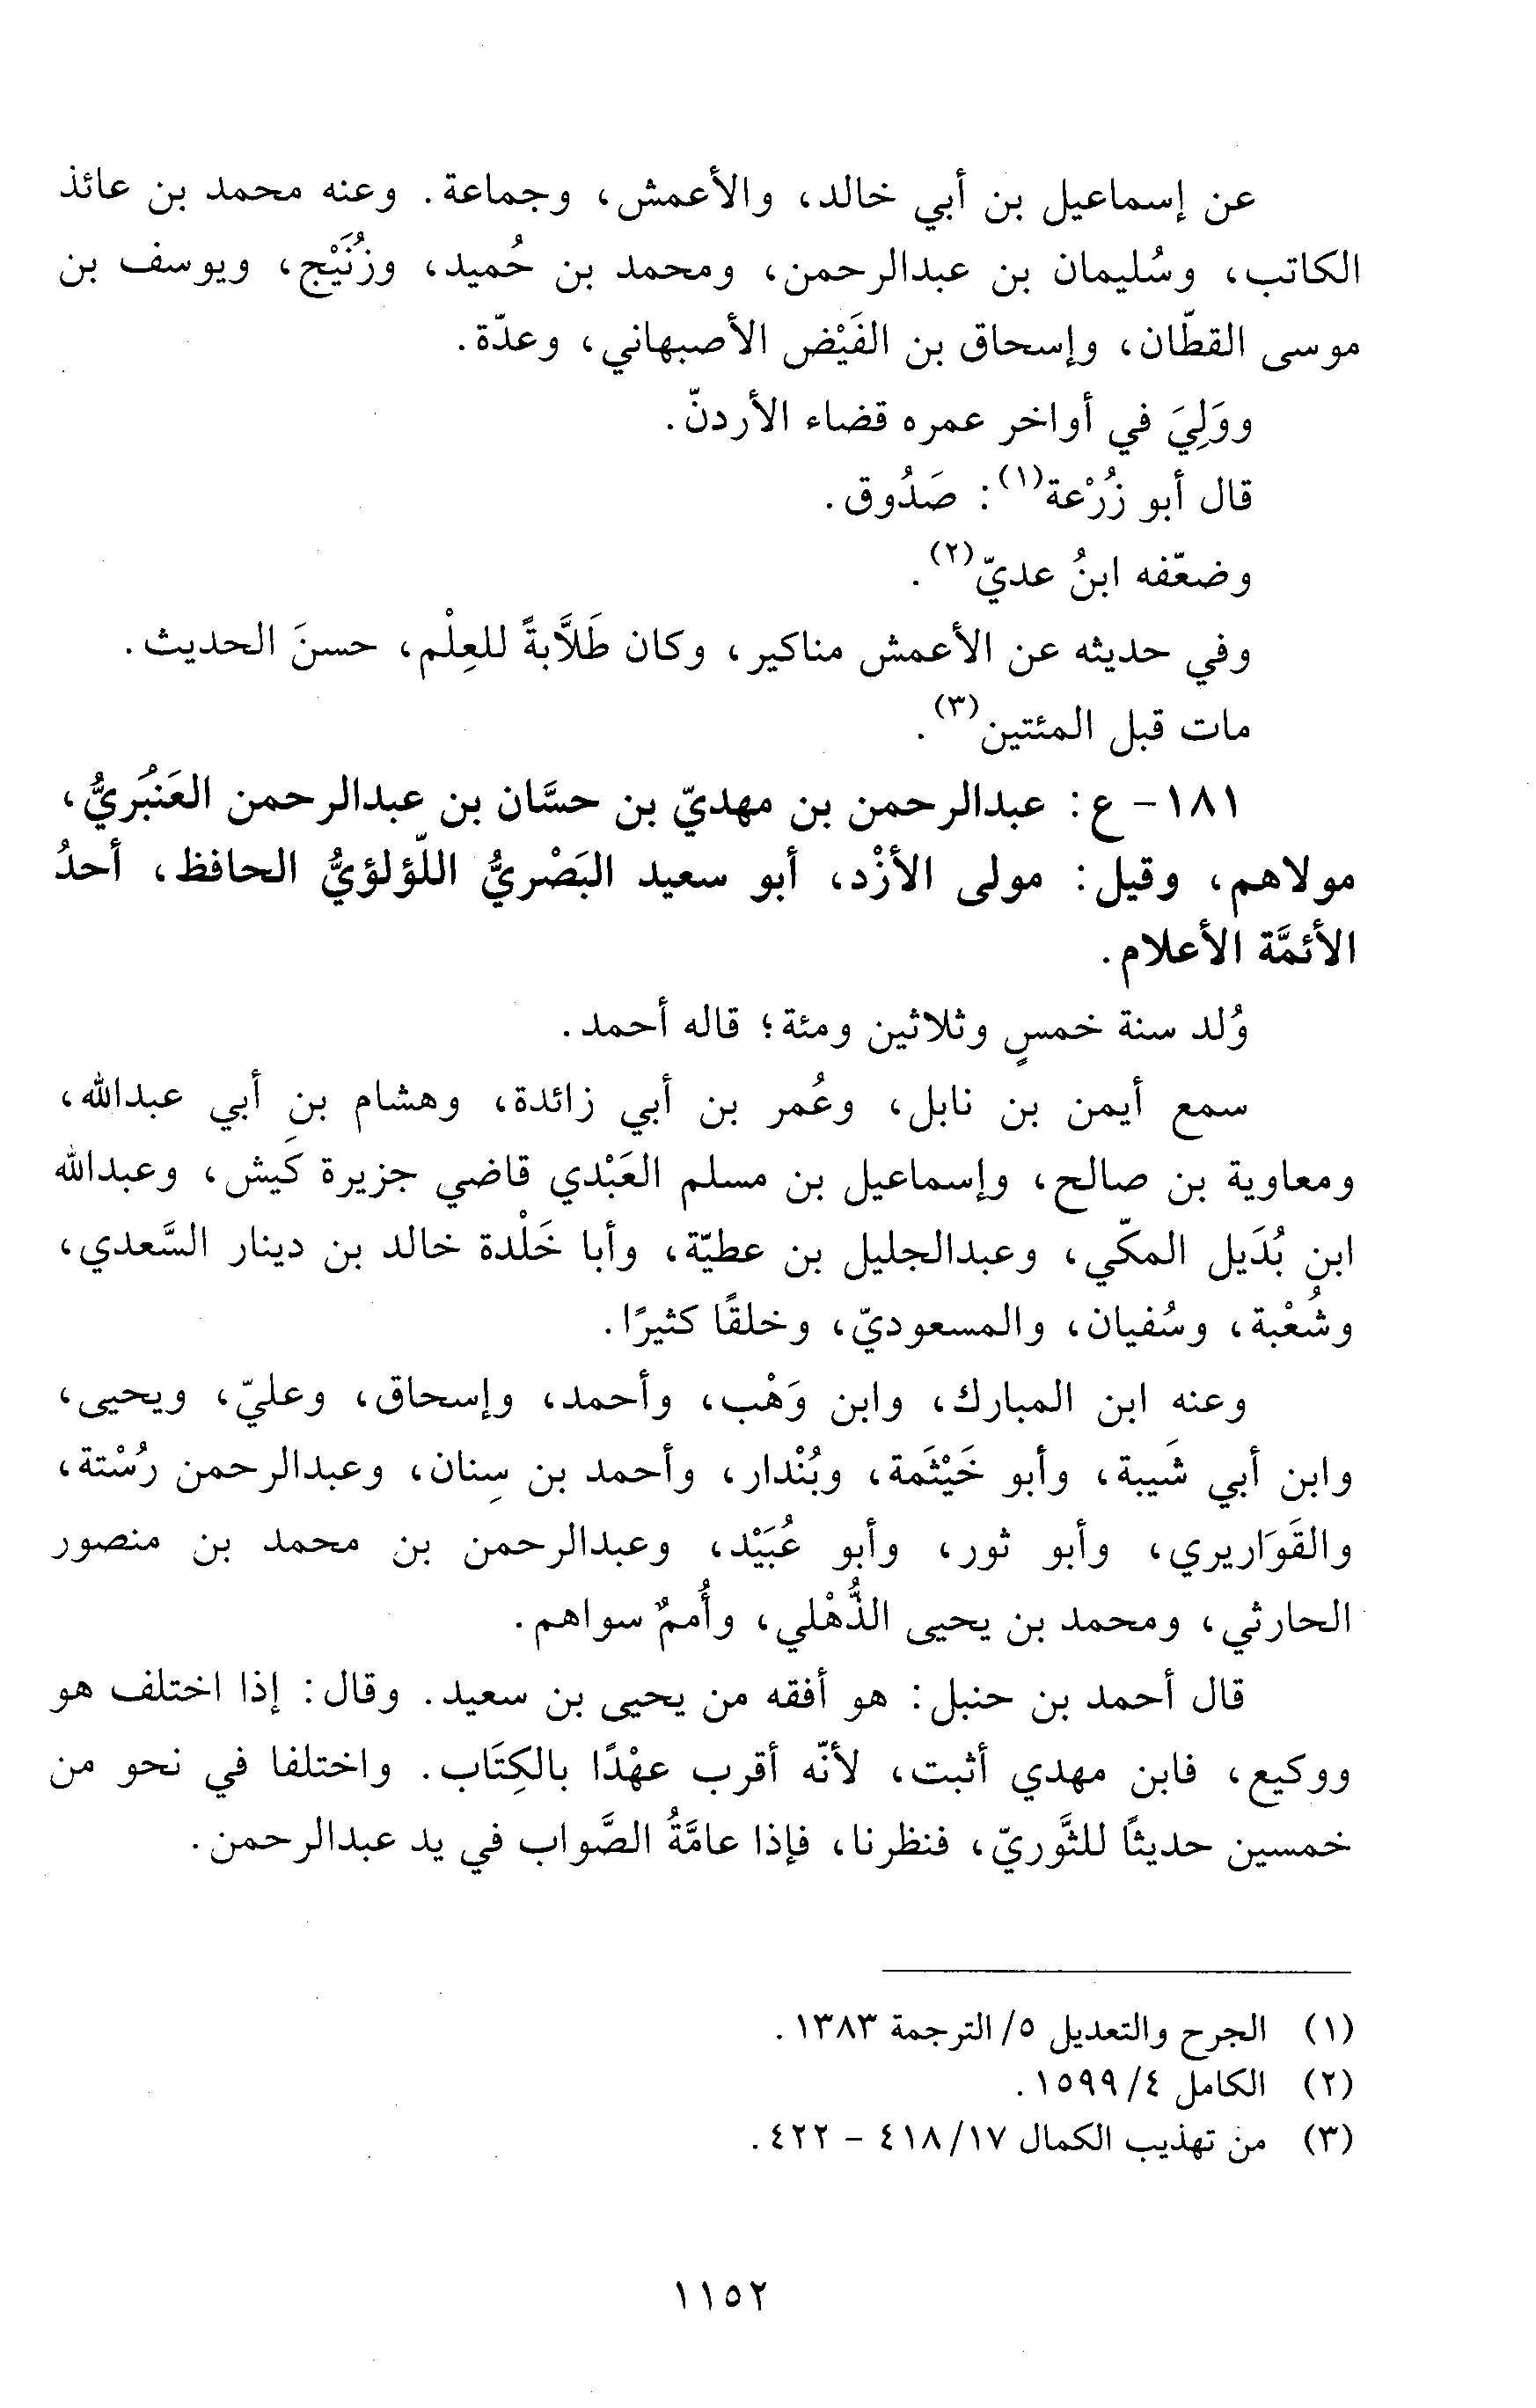 عن إسماعيل بن أبي خالد، والأعمش، وجماعة. وعنه محمد بن عائذ
الكاتب، وسُليمان بن عبدالرحمن، ومحمد بن حُميد، وزُنَيْج، ويوسف بن
موسى القطّان، وإسحاق بن الفَيْض الأصبهاني، وعدّة.
ووَلِيَ في أواخر عمره قضاء الأردنّ.
قال أبو زُرْعة(١): صَدُوق.
وضعّفه ابنُ عديّ(٢).
وفي حديثه عن الأعمش مناكير، وكان طَلَّابةً للعِلْم، حسنَ الحديث.
مات قبل المئتين(٣).
١٨١- ع: عبدالرحمن بن مهديّ بن حسَّان بن عبدالرحمن العَنْبُريُّ،
مولاهم، وقيل: مولى الأزْد، أبو سعيد البَصْريُّ اللّؤلؤيُّ الحافظ، أحدُ
الأئمَّة الأعلام.
وُلد سنة خمسٍ وثلاثين ومئة؛ قاله أحمد.
سمع أيمن بن نابل، وعُمر بن أبي زائدة، وهشام بن أبي عبدالله،
ومعاوية بن صالح، وإسماعيل بن مسلم العَبْدي قاضي جزيرة كَيش، وعبدالله
ابن بُدَيل المكّي، وعبدالجليل بن عطيّة، وأبا خَلْدة خالد بن دينار السَّعدي،
وشُعْبة، وسُفيان، والمسعوديّ، وخلقًا كثيرًا.
وعنه ابن المبارك، وابن وَهْب، وأحمد، وإسحاق، وعليّ، ويحيى،
وابن أبي شَيبة، وأبو خَيْثَمة، وبُنْدار، وأحمد بن سِنان، وعبدالرحمن رُسْتة،
والقَوَاريري، وأبو ثور، وأبو عُبَيْد، وعبدالرحمن بن محمد بن منصور
الحارثي، ومحمد بن يحيى الذُّهْلي، وأُممٌ سواهم.
قال أحمد بن حنبل: هو أفقه من يحيى بن سعيد. وقال: إذا اختلف هو
ووكيع، فابن مهدي أثبت، لأنّه أقرب عهْدًا بالكِتَاب. واختلفا في نحو من
خمسين حديثًا للثَّوريّ، فنظرنا، فإذا عامَّةُ الصَّواب في يد عبدالرحمن.
(١) الجرح والتعديل ٥/ الترجمة ١٣٨٣.
(٢) الكامل ٤/ ١٥٩٩.
(٣) من تهذيب الكمال ١٧/ ٤١٨ - ٤٢٢.
١١٥٢